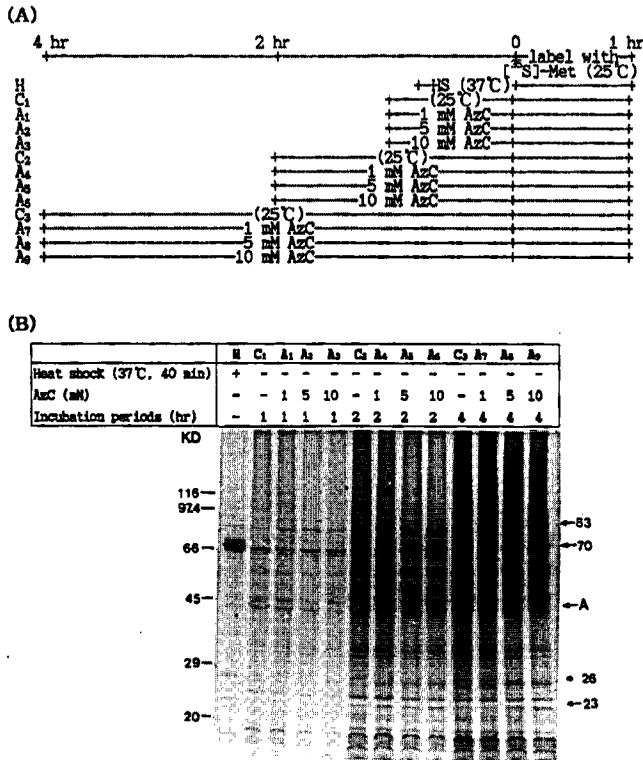 (A)
4 hr 2 hr 0 1 hr
label with
[³⁵S]-Met (25℃)
H HS (37℃)
C₁ (25℃)
A₁ 1 mM AzC
A₂ 5 mM AzC
A₃ 10 mM AzC
C₂ (25℃)
A₄ 1 mM AzC
A₅ 5 mM AzC
A₆ 10 mM AzC
C₃ (25℃)
A₇ 1 mM AzC
A₈ 5 mM AzC
A₉ 10 mM AzC
(B)
H C₁ A₁ A₂ A₃ C₂ A₄ A₅ A₆ C₃ A₇ A₈ A₉
Heat shock (37℃, 40 min) + - - - - - - - - - - - -
AzC (mM) - - 1 5 10 - 1 5 10 - 1 5 10
Incubation periods (hr) - 1 1 1 1 2 2 2 2 4 4 4 4
KD
116
97.4
83
66
70
45
A
29
26
23
20